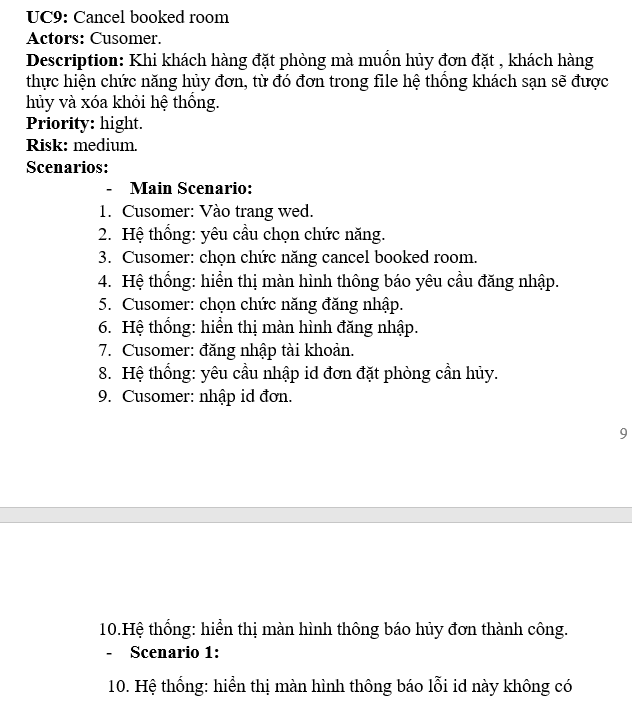 UC9: Cancel booked room
Actors: Cusomer.
Description: Khi khách hàng đặt phòng mà muốn hủy đơn đặt , khách hàng
thực hiện chức năng hủy đơn, từ đó đơn trong file hệ thống khách sạn sẽ được
hủy và xóa khỏi hệ thống.
Priority: hight.
Risk: medium.
Scenarios:
- Main Scenario:
1. Cusomer: Vào trang wed.
2. Hệ thống: yêu cầu chọn chức năng.
3. Cusomer: chọn chức năng cancel booked room.
4. Hệ thống: hiển thị màn hình thông báo yêu cầu đăng nhập.
5. Cusomer: chọn chức năng đăng nhập.
6. Hệ thống: hiển thị màn hình đăng nhập.
7. Cusomer: đăng nhập tài khoản.
8. Hệ thống: yêu cầu nhập id đơn đặt phòng cần hủy.
9. Cusomer: nhập id đơn.
9
10.Hệ thống: hiển thị màn hình thông báo hủy đơn thành công.
- Scenario 1:
10. Hệ thống: hiển thị màn hình thông báo lỗi id này không có